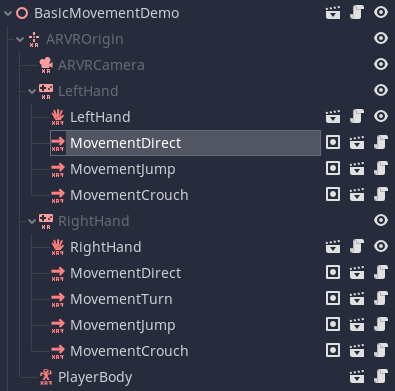 BasicMovementDemo
ARVROrigin
ARVRCamera
LeftHand
LeftHand
MovementDirect
MovementJump
MovementCrouch
RightHand
RightHand
MovementDirect
MovementTurn
MovementJump
MovementCrouch
PlayerBody